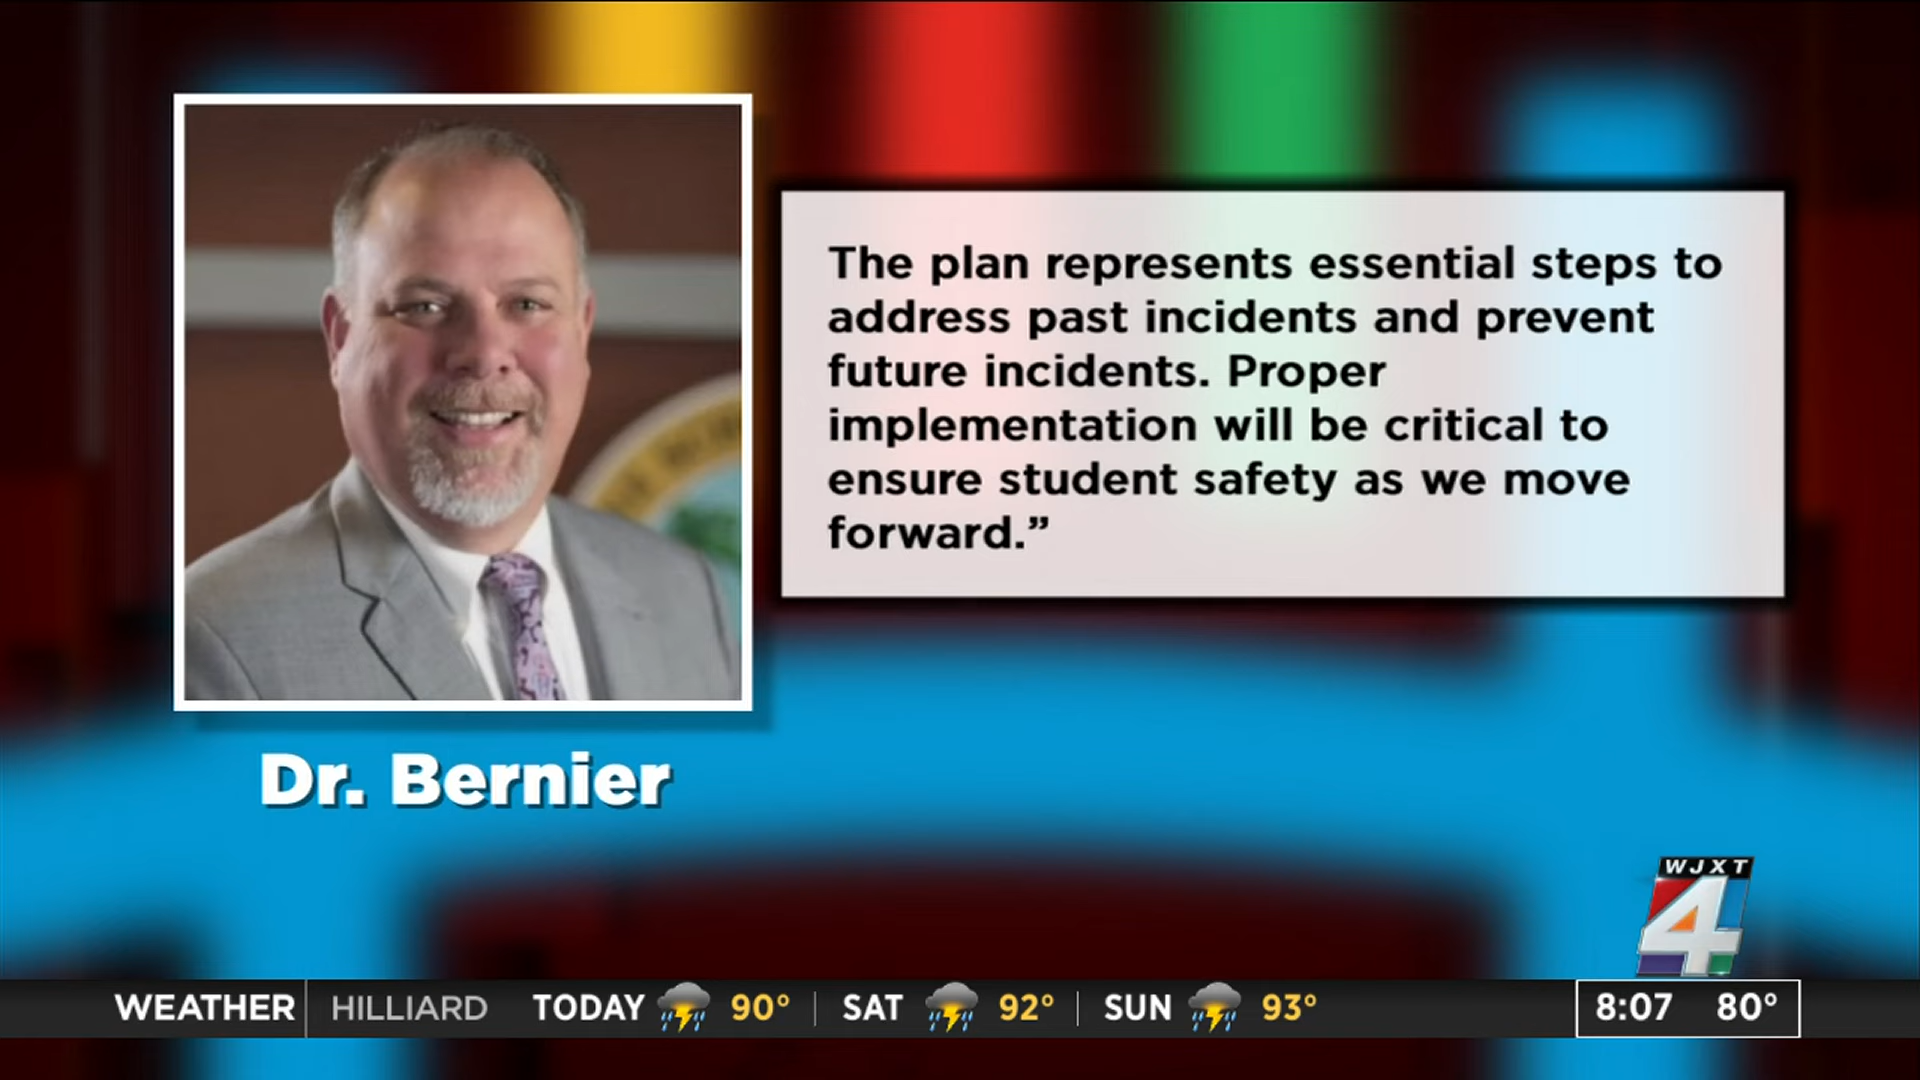 The plan represents essential steps to
address past incidents and prevent
future incidents. Proper
implementation will be critical to
ensure student safety as we move
forward.”
Dr. Bernier
WJXT
4
WEATHER HILLIARD TODAY 90° SAT 92° SUN 93° 8:07 80°